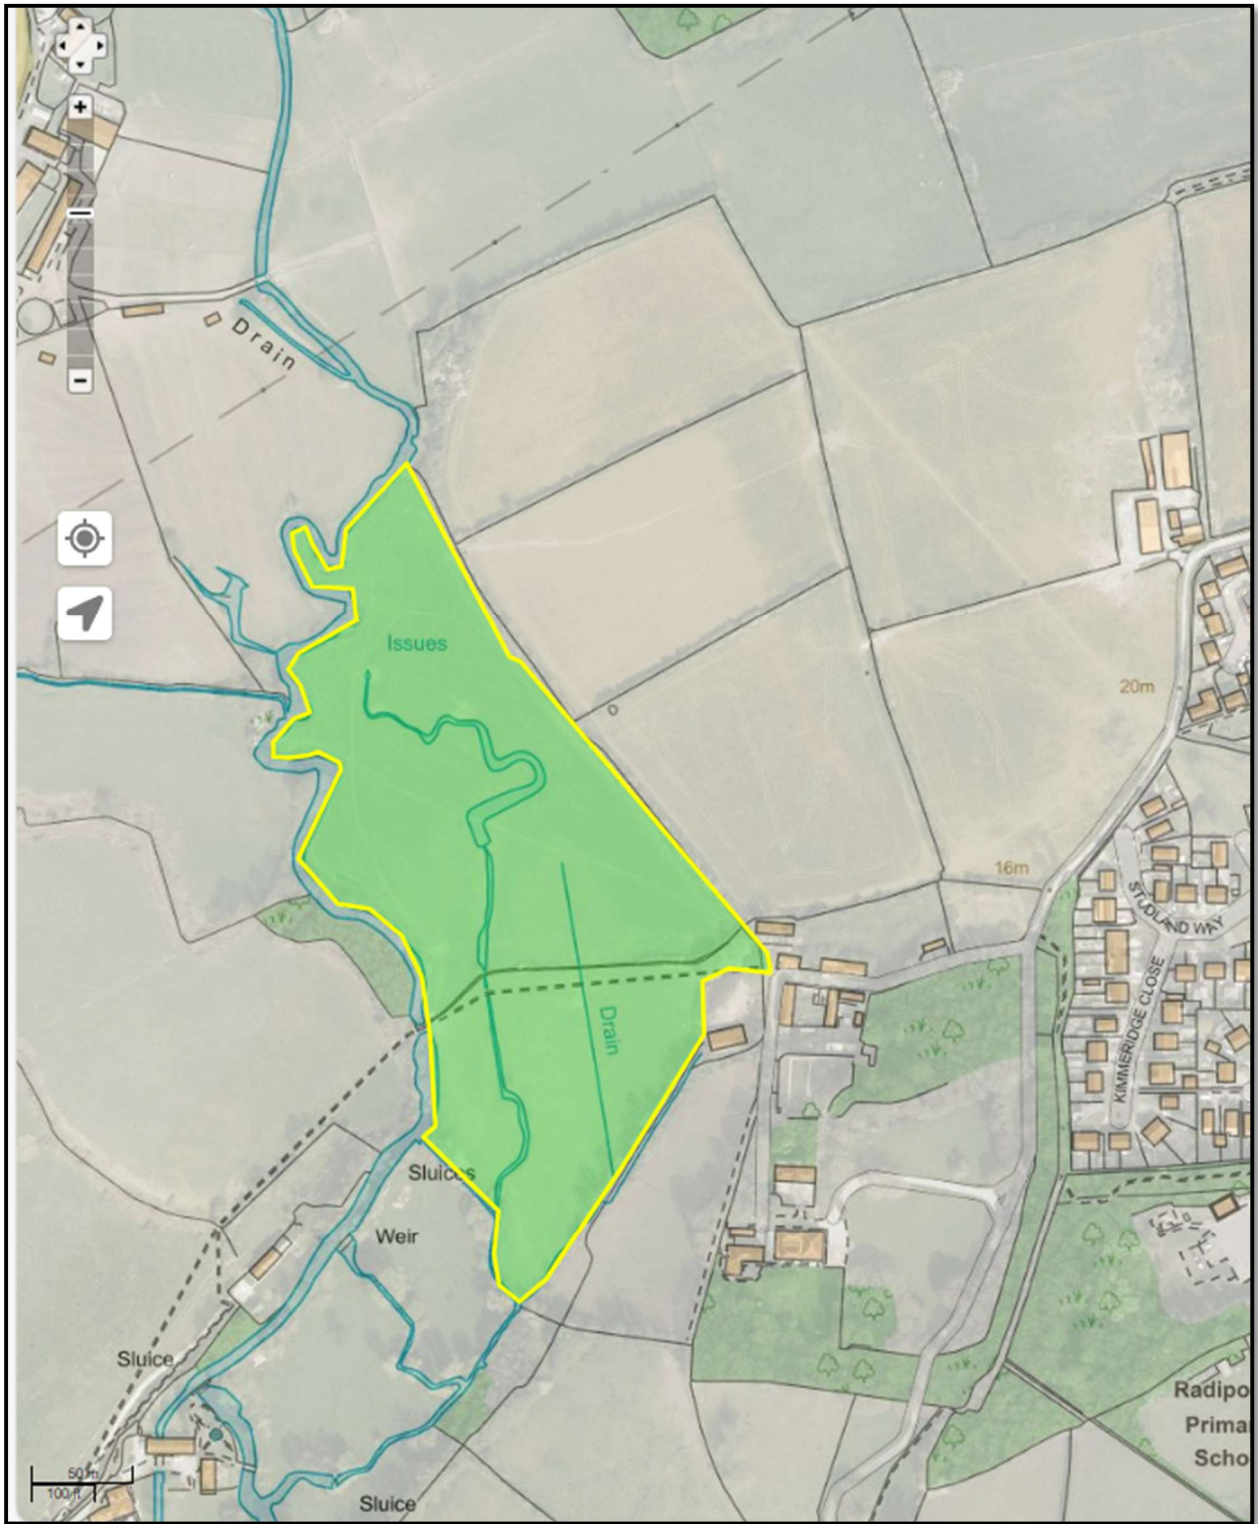 +
Drain
−
Issues
20m
16m
STUDLAND WAY
KIMMERIDGE CLOSE
Drain
Sluices
Weir
Sluice
Radipo
Prima
Scho
50 m
100 ft
Sluice